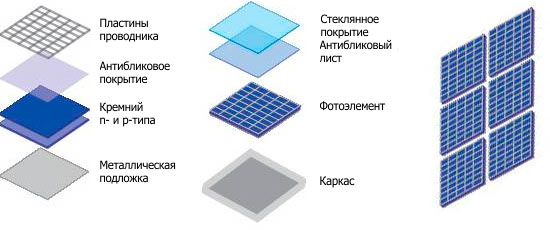 Пластины
проводника
Антибликовое
покрытие
Кремний
n- и p-типа
Металлическая
подложка
Стеклянное
покрытие
Антибликовый
лист
Фотоэлемент
Каркас